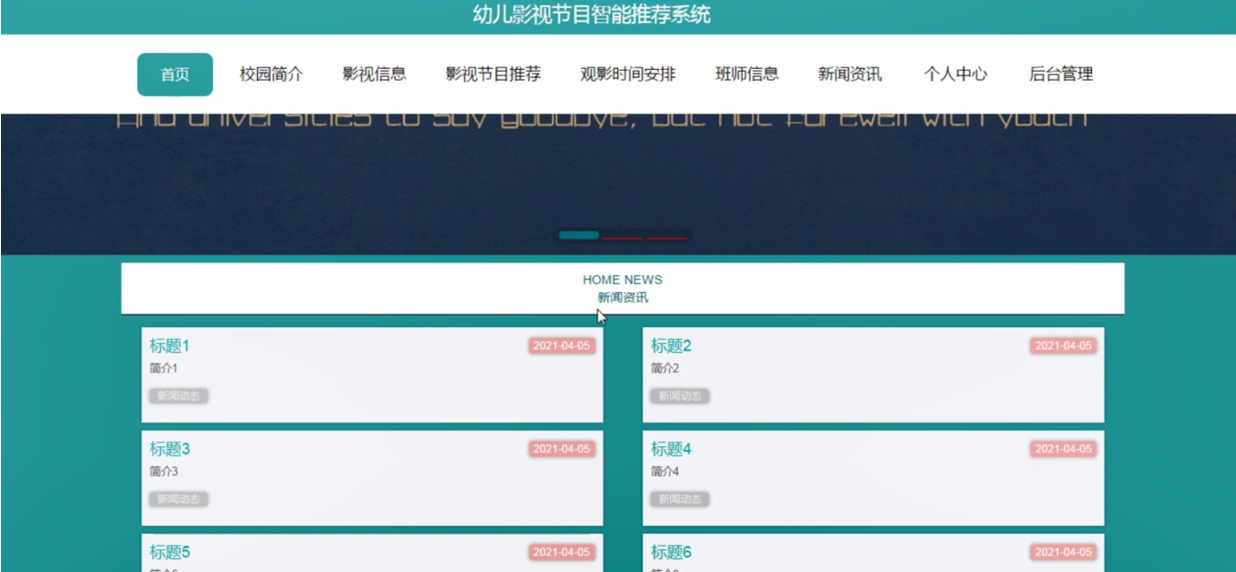 幼儿影视节目智能推荐系统
首页 校园简介 影视信息 影视节目推荐 观影时间安排 班师信息 新闻资讯 个人中心 后台管理
And universities to say goodbye, but not farewell with youth
HOME NEWS
新闻资讯
标题1 2021-04-05
简介1
新闻动态
标题2 2021-04-05
简介2
新闻动态
标题3 2021-04-05
简介3
新闻动态
标题4 2021-04-05
简介4
新闻动态
标题5 2021-04-05
标题6 2021-04-05